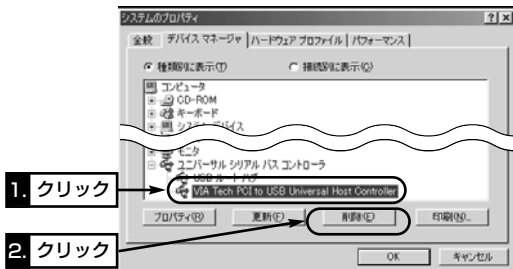 システムのプロパティ
全般 デバイス マネージャ ハードウェア プロファイル パフォーマンス
種類別に表示(T) 接続別に表示(C)
コンピュータ
CD-ROM
キーボード
システム デバイス
モニタ
ユニバーサル シリアル バス コントローラ
USB ルート ハブ
1. クリック VIA Tech PCI to USB Universal Host Controller
プロパティ(R) 更新(F) 削除(E) 印刷(N)...
2. クリック
OK キャンセル